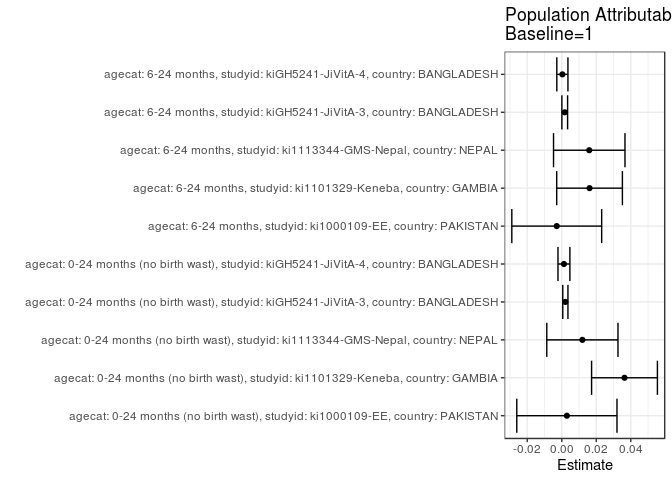 Population Attributab
Baseline=1
agecat: 6-24 months, studyid: kiGH5241-JiVitA-4, country: BANGLADESH
agecat: 6-24 months, studyid: kiGH5241-JiVitA-3, country: BANGLADESH
agecat: 6-24 months, studyid: ki1113344-GMS-Nepal, country: NEPAL
agecat: 6-24 months, studyid: ki1101329-Keneba, country: GAMBIA
agecat: 6-24 months, studyid: ki1000109-EE, country: PAKISTAN
agecat: 0-24 months (no birth wast), studyid: kiGH5241-JiVitA-4, country: BANGLADESH
agecat: 0-24 months (no birth wast), studyid: kiGH5241-JiVitA-3, country: BANGLADESH
agecat: 0-24 months (no birth wast), studyid: ki1113344-GMS-Nepal, country: NEPAL
agecat: 0-24 months (no birth wast), studyid: ki1101329-Keneba, country: GAMBIA
agecat: 0-24 months (no birth wast), studyid: ki1000109-EE, country: PAKISTAN
-0.02 0.00 0.02 0.04
Estimate